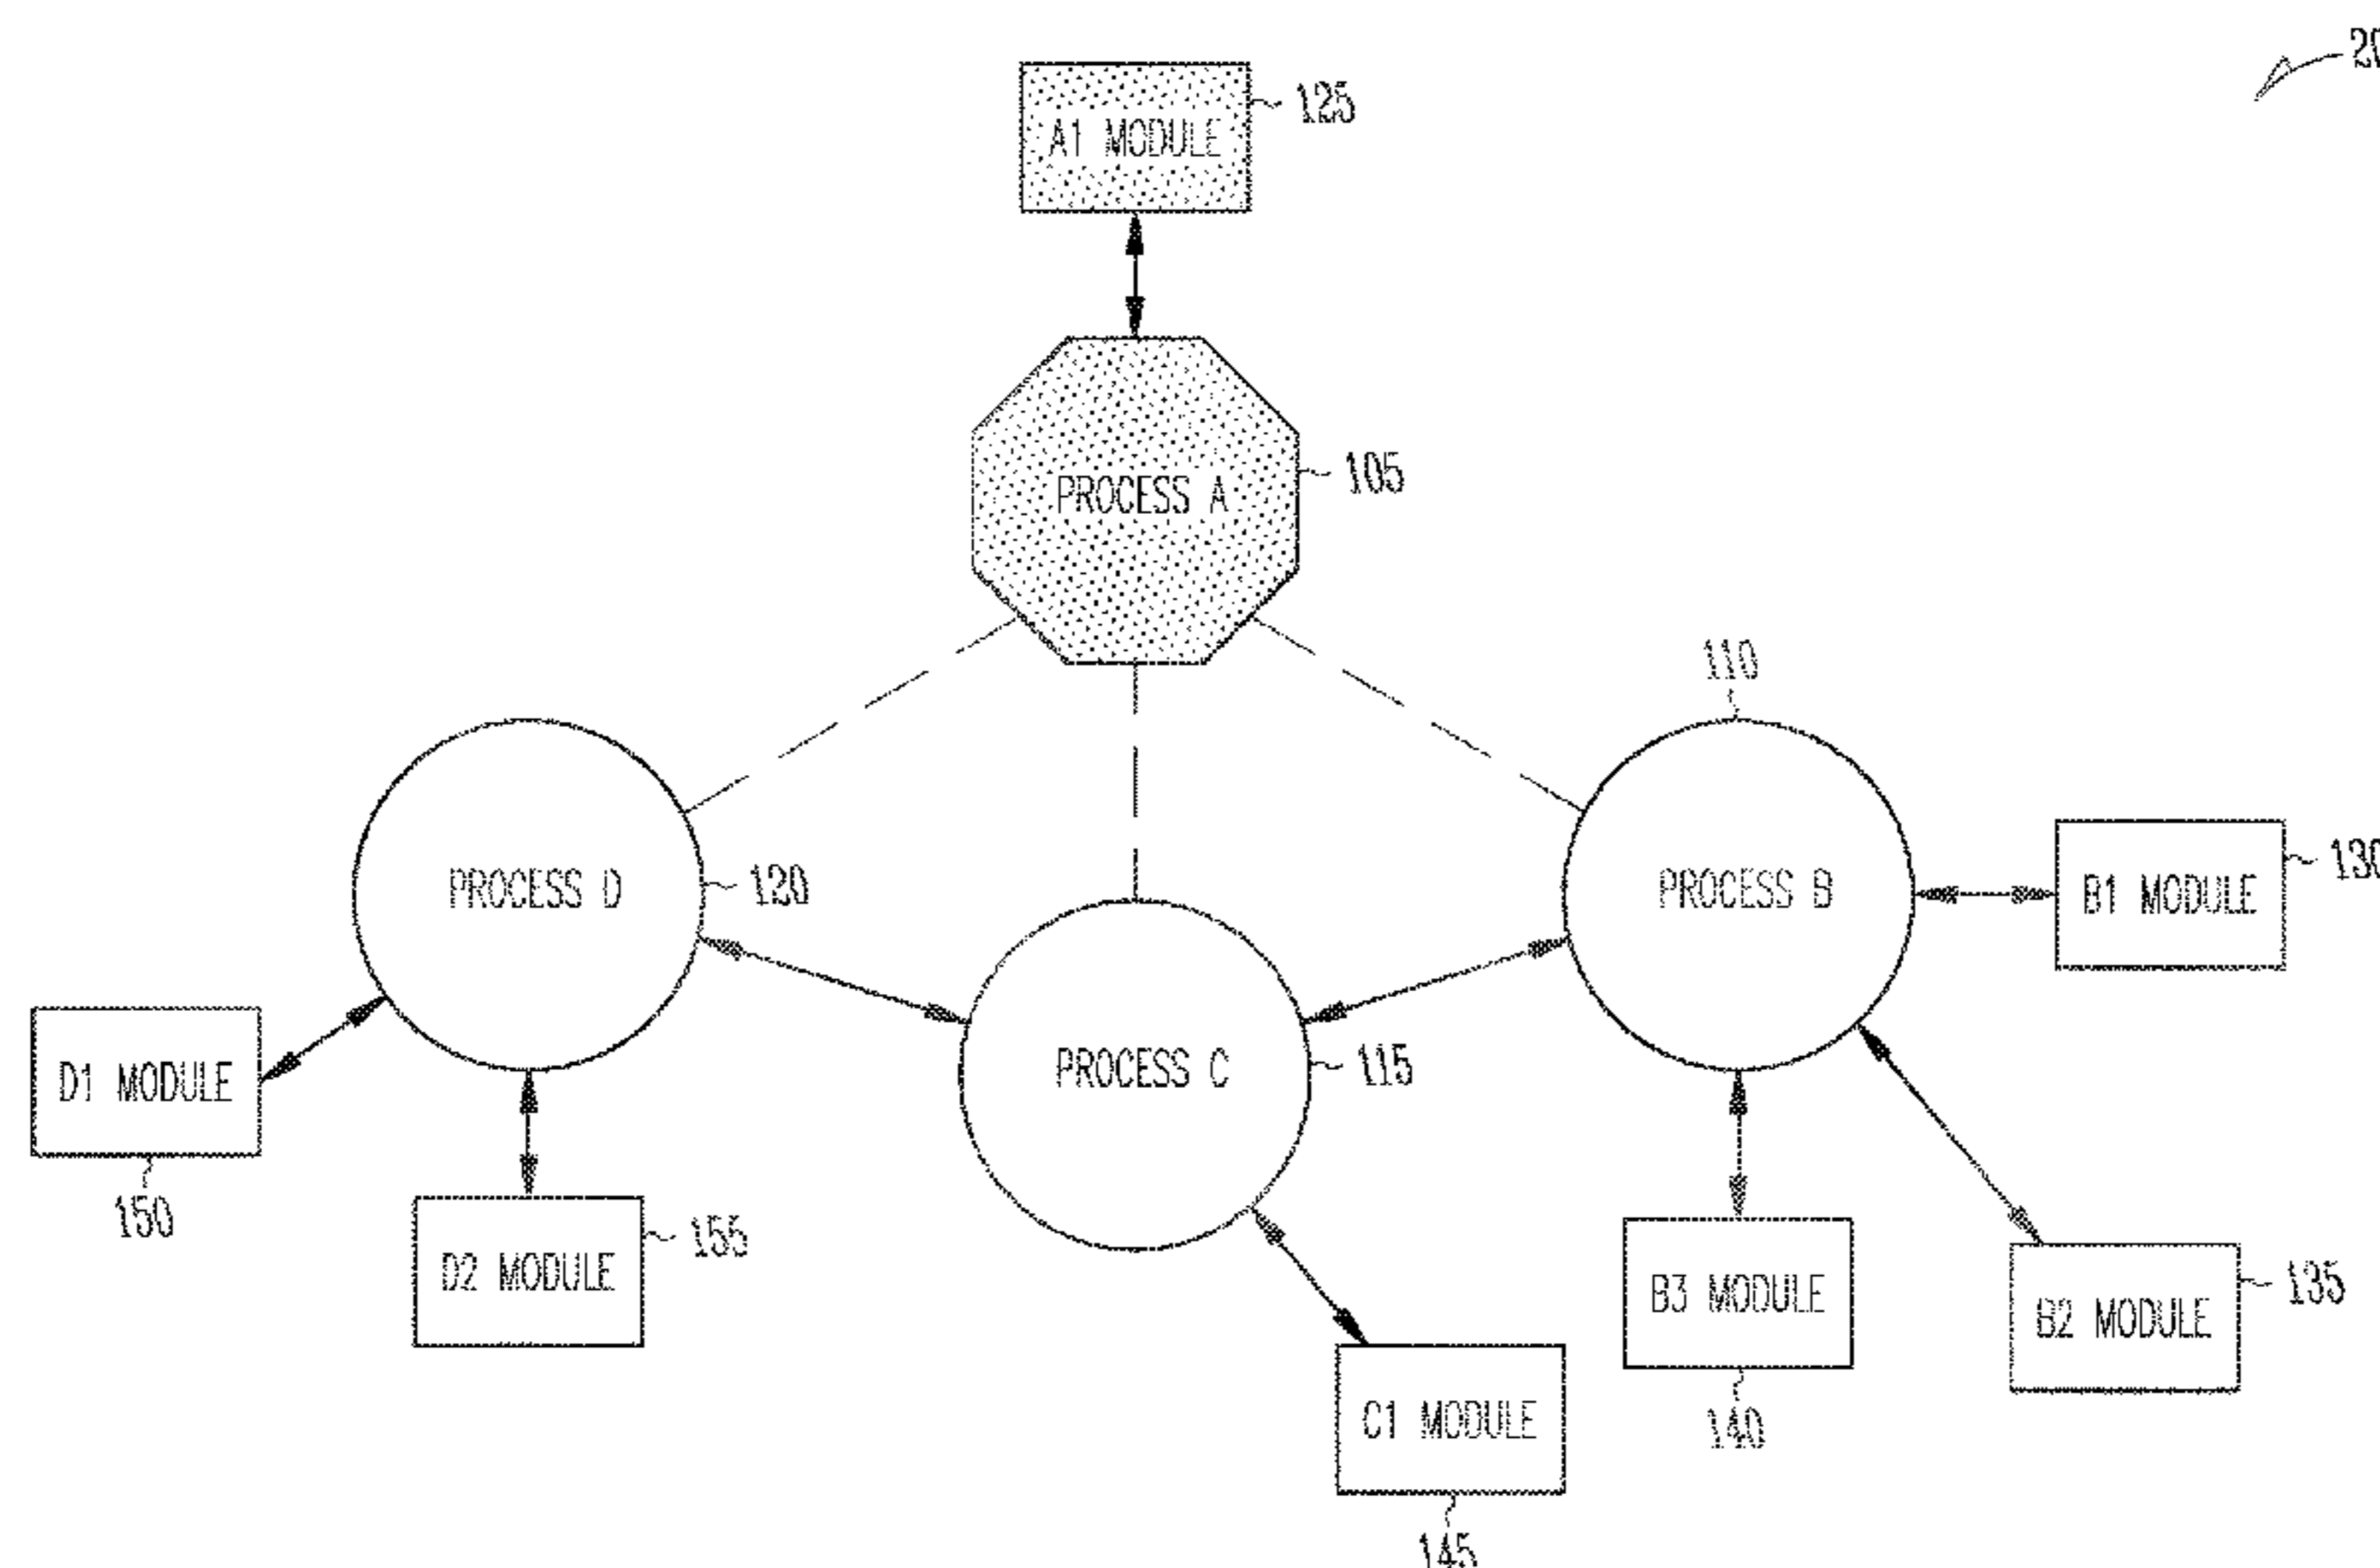 125
A1 MODULE
PROCESS A
105
110
PROCESS D
120
PROCESS B
B1 MODULE
D1 MODULE
PROCESS C
115
150
D2 MODULE
155
B3 MODULE
B2 MODULE
135
140
C1 MODULE
145